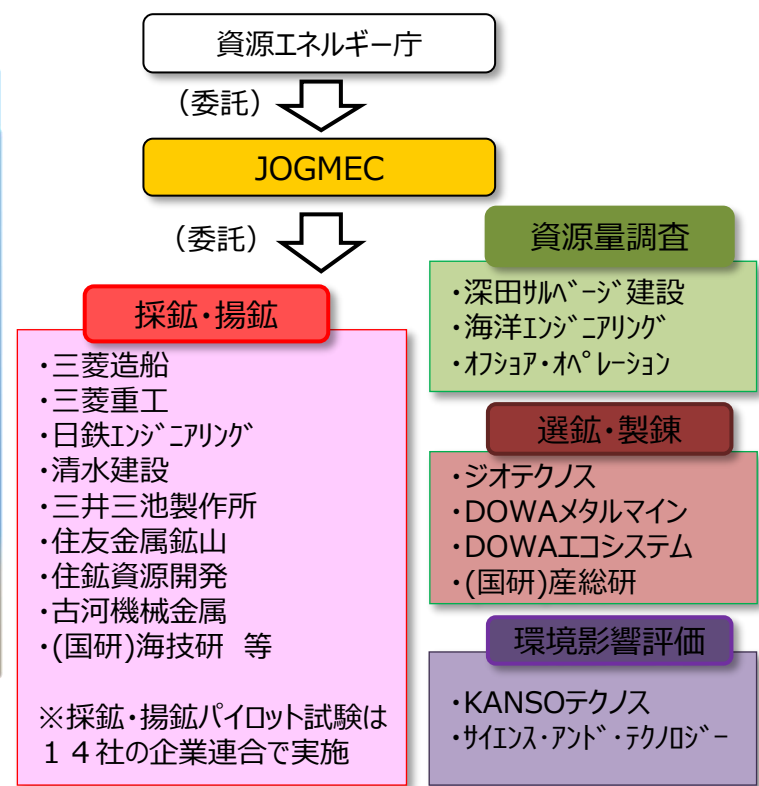 資源エネルギー庁
（委託）
JOGMEC
（委託）
採鉱・揚鉱
・三菱造船
・三菱重工
・日鉄ｴﾝｼﾞﾆｱﾘﾝｸﾞ
・清水建設
・三井三池製作所
・住友金属鉱山
・住鉱資源開発
・古河機械金属
・(国研)海技研　等
※採鉱・揚鉱パイロット試験は
１４社の企業連合で実施
資源量調査
・深田ｻﾙﾍﾞｰｼﾞ建設
・海洋ｴﾝｼﾞﾆｱﾘﾝｸﾞ
・ｵﾌｼｮｱ・ｵﾍﾟﾚｰｼｮﾝ
選鉱・製錬
・ジオテクノス
・DOWAメタルマイン
・DOWAエコシステム
・(国研)産総研
環境影響評価
・KANSOテクノス
・ｻｲｴﾝｽ・ｱﾝﾄﾞ・ﾃｸﾉﾛｼﾞｰ